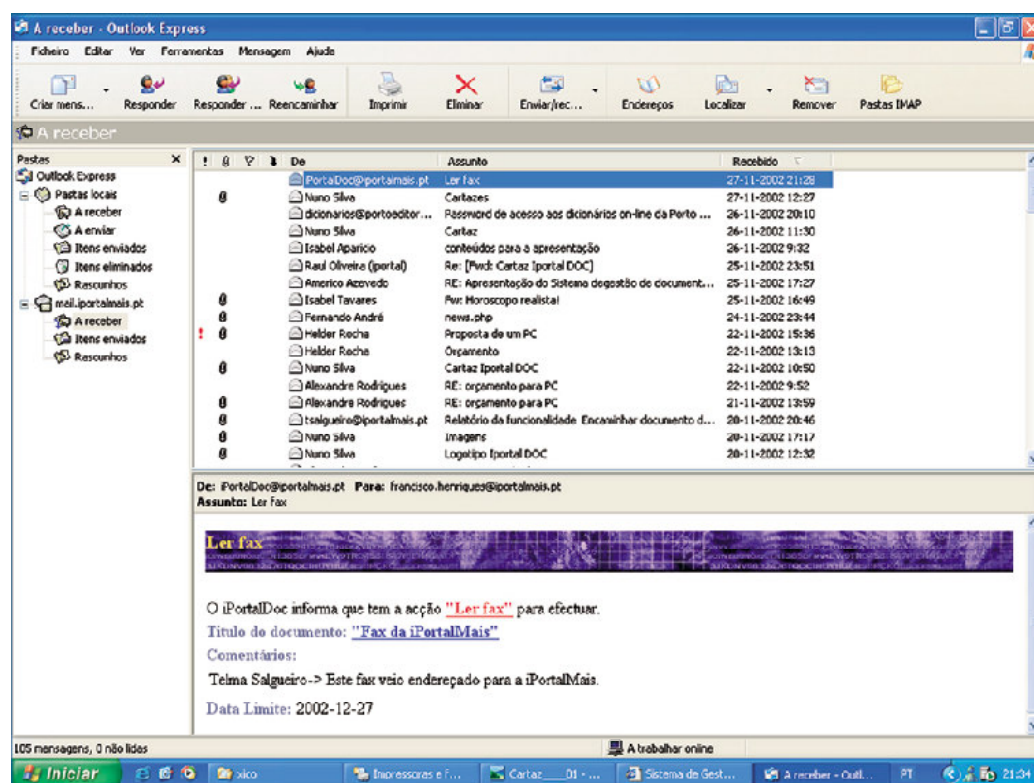 A receber - Outlook Express
Ficheiro Editar Ver Ferramentas Mensagem Ajuda
Criar mens... Responder Responder ... Reencaminhar Imprimir Eliminar Enviar/rec... Endereços Localizar Remover Pastas IMAP
A receber
Pastas
Outlook Express
Pastas locais
A receber
A enviar
Itens enviados
Itens eliminados
Rascunhos
mail.iportalmais.pt
A receber
Itens enviados
Rascunhos
De Assunto Recebido
iPortalDoc@iportalmais.pt Ler fax 27-11-2002 21:28
Nuno Silva Cartazes 27-11-2002 12:27
dicionarios@portoeditor... Password de acesso aos dicionários on-line da Porto ... 26-11-2002 20:10
Nuno Silva Cartaz 26-11-2002 11:30
Isabel Aparicio conteúdos para a apresentação 26-11-2002 9:32
Raul Oliveira (iportal) Re: [Fwd: Cartaz Iportal DOC] 25-11-2002 23:51
Americo Azevedo RE: Apresentação do Sistema degestão de document... 25-11-2002 17:27
Isabel Tavares Fw: Horoscopo realista! 25-11-2002 16:49
Fernando André news.php 24-11-2002 23:44
Helder Rocha Proposta de um PC 22-11-2002 15:36
Helder Rocha Orçamento 22-11-2002 13:13
Nuno Silva Cartaz Iportal DOC 22-11-2002 10:50
Alexandre Rodrigues RE: orçamento para PC 22-11-2002 9:52
Alexandre Rodrigues RE: orçamento para PC 21-11-2002 13:59
tsalgueiro@iportalmais.pt Relatório da funcionalidade Encaminhar documento d... 20-11-2002 20:46
Nuno Silva Imagens 20-11-2002 17:17
Nuno Silva Logotipo Iportal DOC 20-11-2002 12:32
De: iPortalDoc@iportalmais.pt Para: francisco.henriques@iportalmais.pt
Assunto: Ler Fax
Ler fax
O iPortalDoc informa que tem a acção "Ler fax" para efectuar.
Titulo do documento: "Fax da iPortalMais"
Comentários:
Telma Salgueiro-> Este fax veio endereçado para a iPortalMais.
Data Limite: 2002-12-27
105 mensagens, 0 não lidas A trabalhar online
Iniciar xico Impressoras e f... Cartaz___01 - ... Sistema de Gest... A receber - Outl... PT